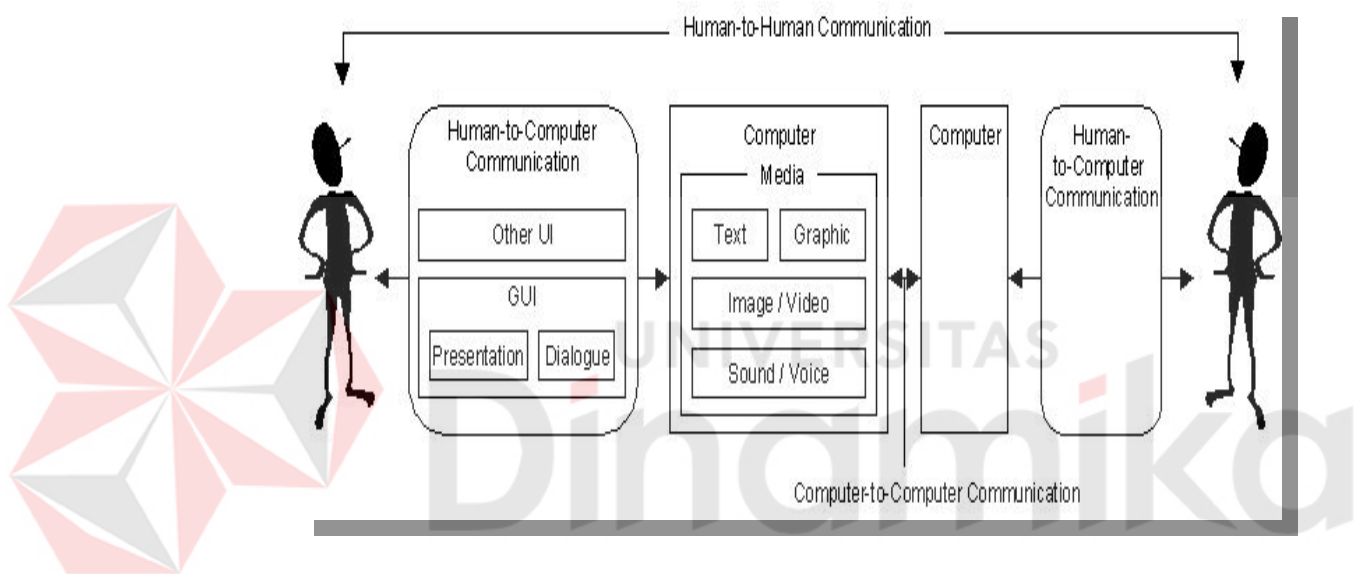 Human-to-Human Communication
Human-to-Computer
Communication
Other UI
GUI
Presentation
Dialogue
Computer
Media
Text
Graphic
Image / Video
Sound / Voice
Computer
Human-
to-Computer
Communication
Computer-to-Computer Communication
UNIVERSITAS
Dinamika